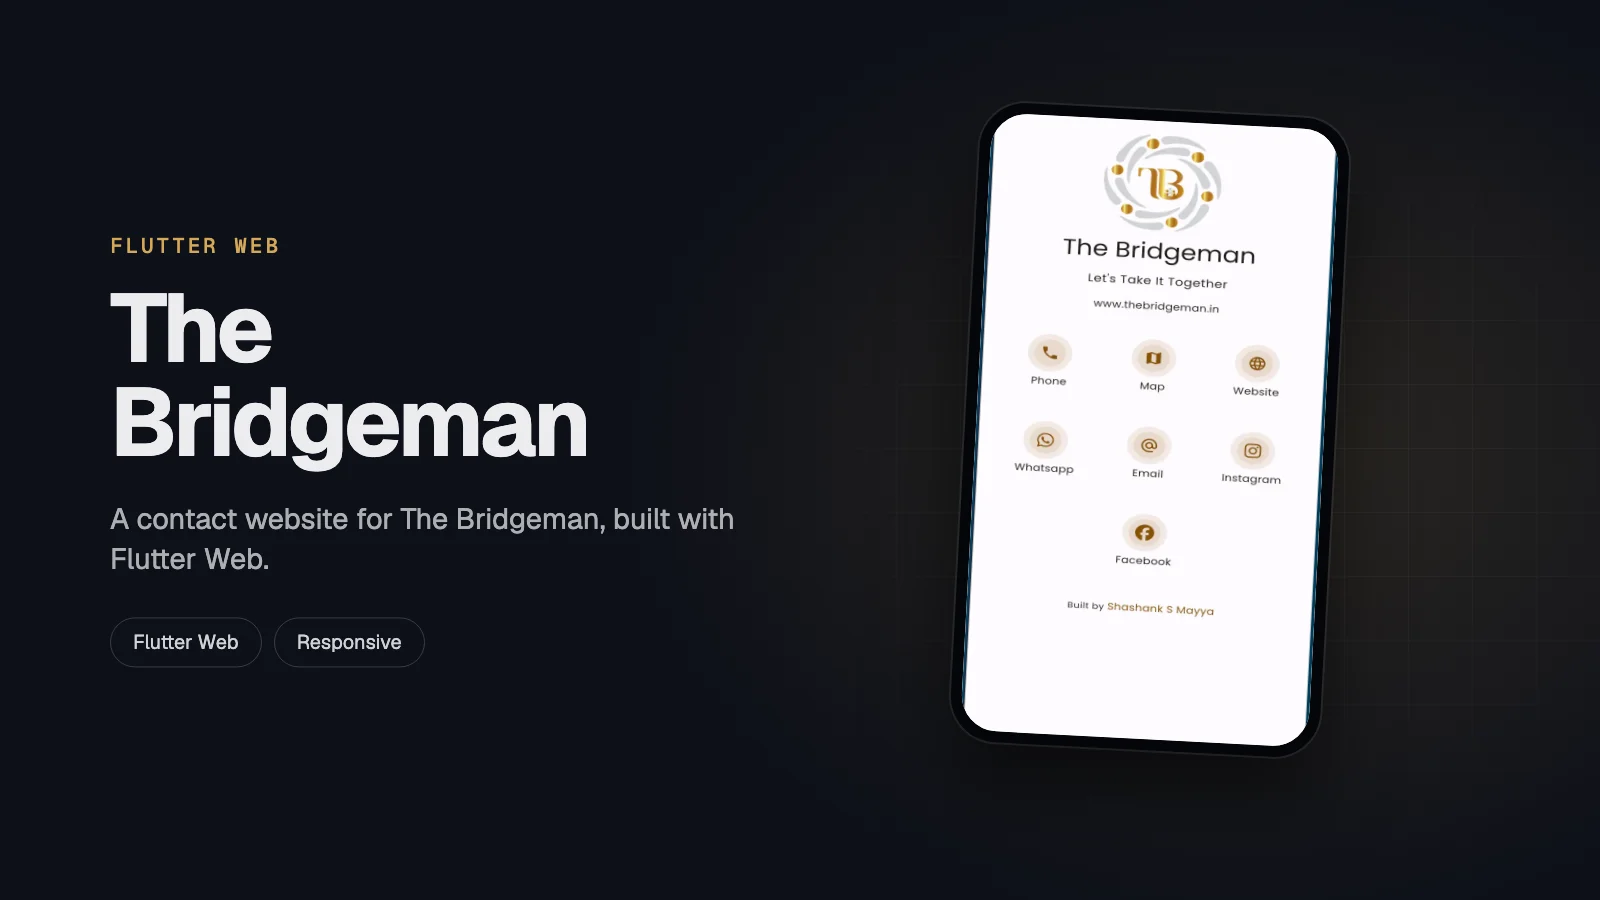 FLUTTER WEB
The
Bridgeman
A contact website for The Bridgeman, built with
Flutter Web.
Flutter Web
Responsive
TB
The Bridgeman
Let's Take It Together
www.thebridgeman.in
Phone
Map
Website
Whatsapp
Email
Instagram
Facebook
Built by Shashank S Mayya